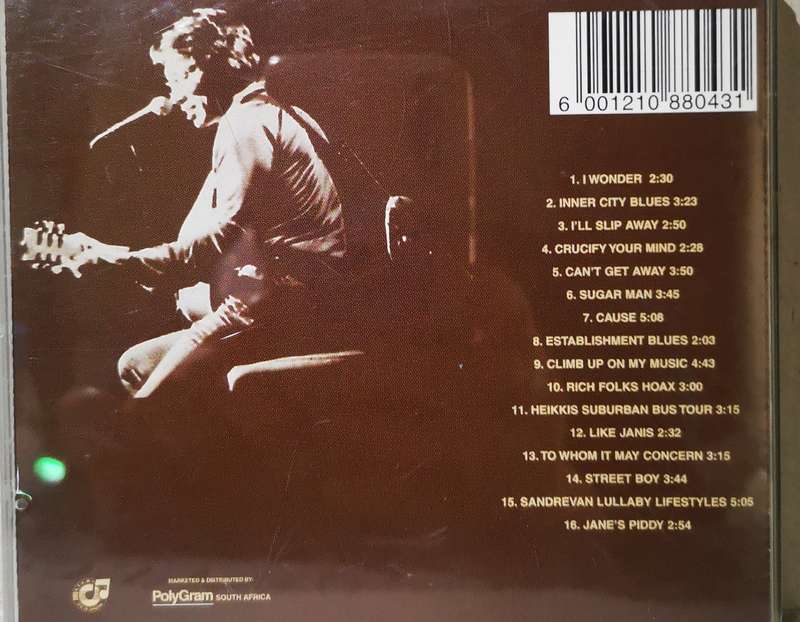 6 001210 880431
1. I WONDER 2:30
2. INNER CITY BLUES 3:23
3. I'LL SLIP AWAY 2:50
4. CRUCIFY YOUR MIND 2:28
5. CAN'T GET AWAY 3:50
6. SUGAR MAN 3:45
7. CAUSE 5:08
8. ESTABLISHMENT BLUES 2:03
9. CLIMB UP ON MY MUSIC 4:43
10. RICH FOLKS HOAX 3:00
11. HEIKKIS SUBURBAN BUS TOUR 3:15
12. LIKE JANIS 2:32
13. TO WHOM IT MAY CONCERN 3:15
14. STREET BOY 3:44
15. SANDREVAN LULLABY LIFESTYLES 5:05
16. JANE'S PIDDY 2:54
MARKETED & DISTRIBUTED BY:
PolyGram SOUTH AFRICA